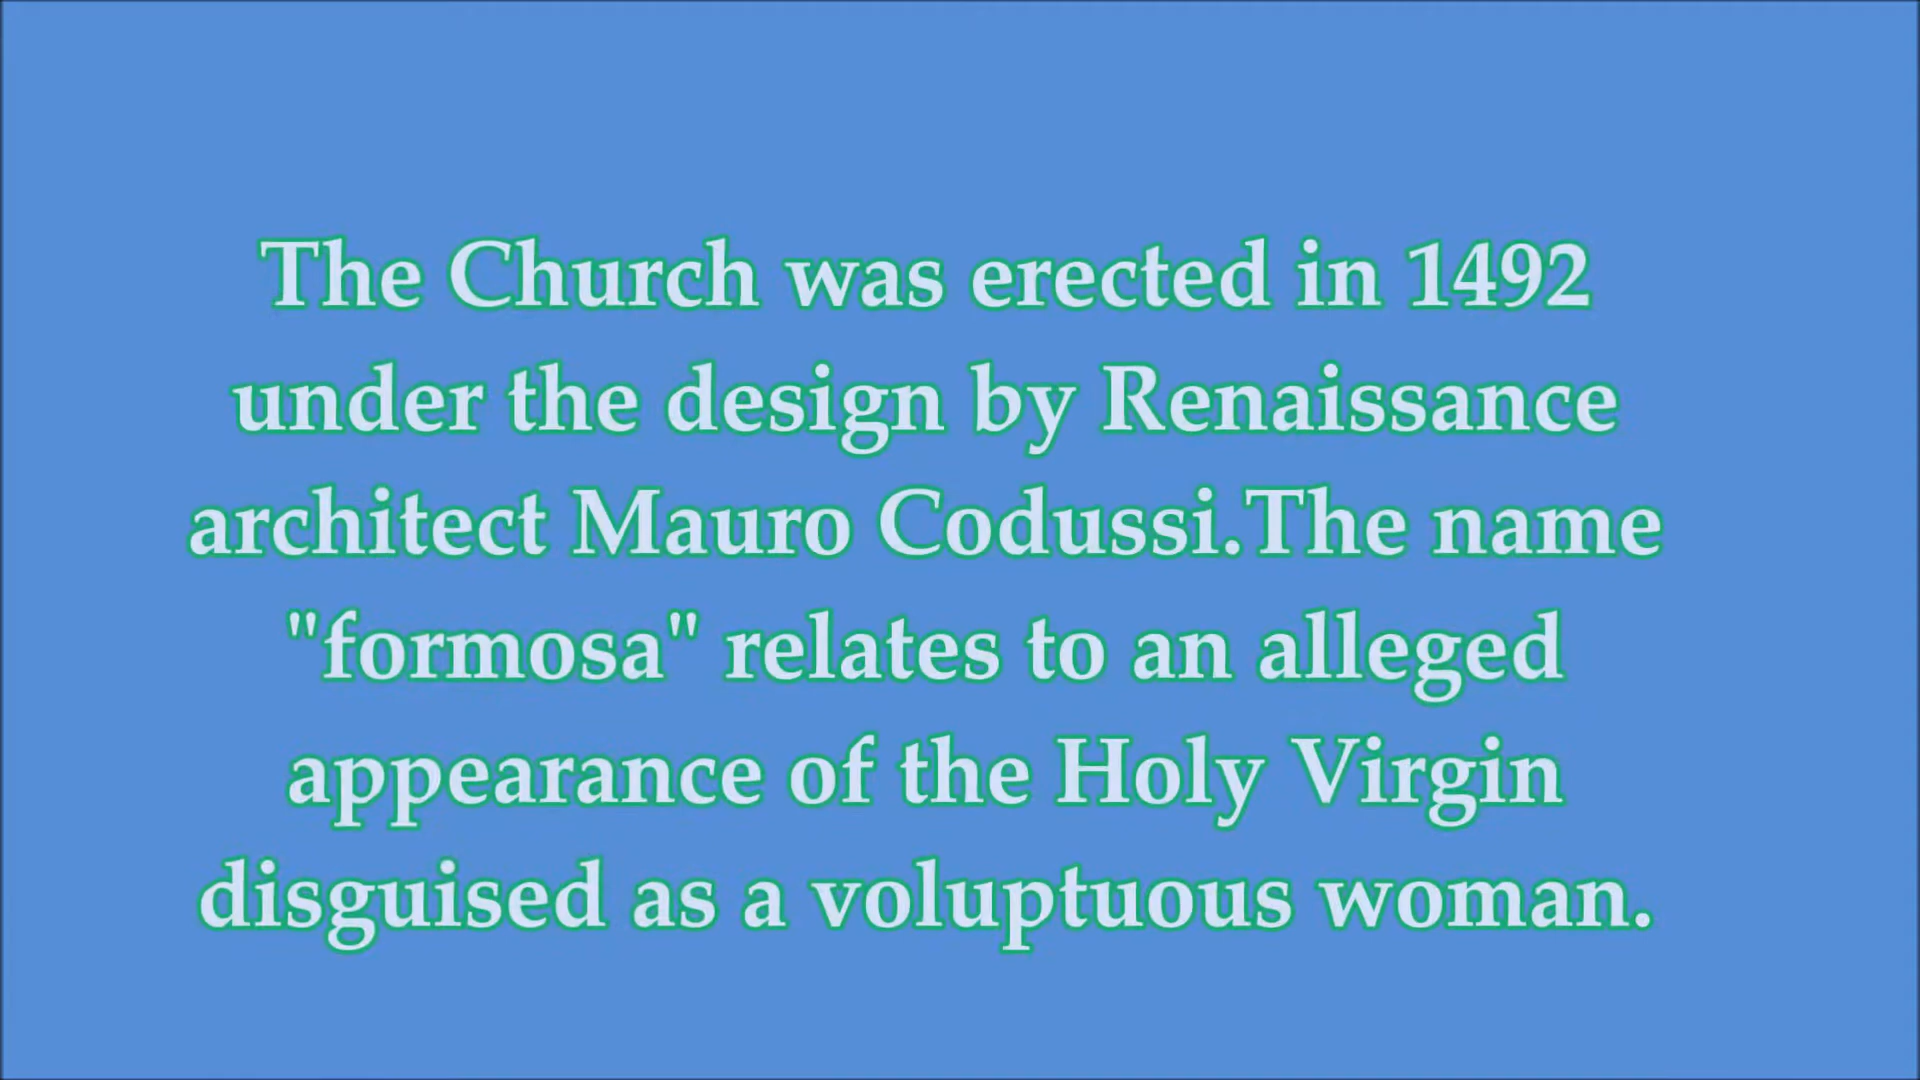 The Church was erected in 1492
under the design by Renaissance
architect Mauro Codussi.The name
"formosa" relates to an alleged
appearance of the Holy Virgin
disguised as a voluptuous woman.